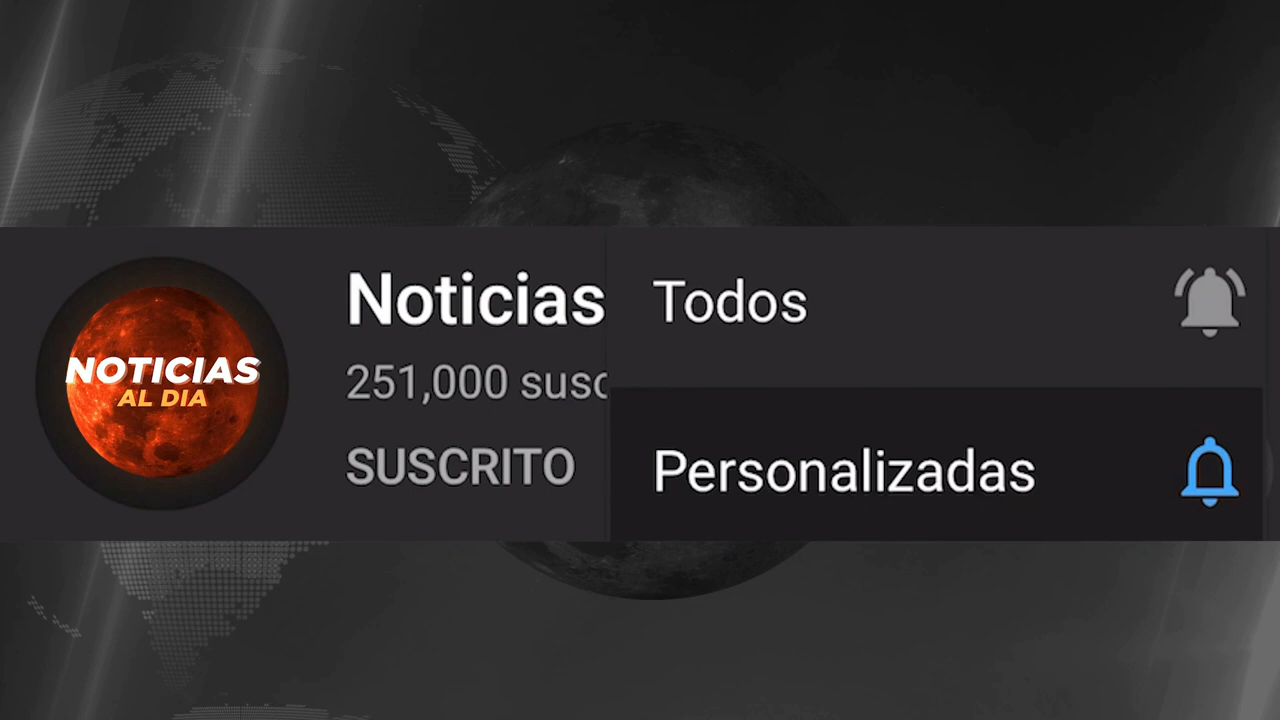 NOTICIAS
AL DIA
Noticias
251,000 susc
SUSCRITO
Todos
Personalizadas